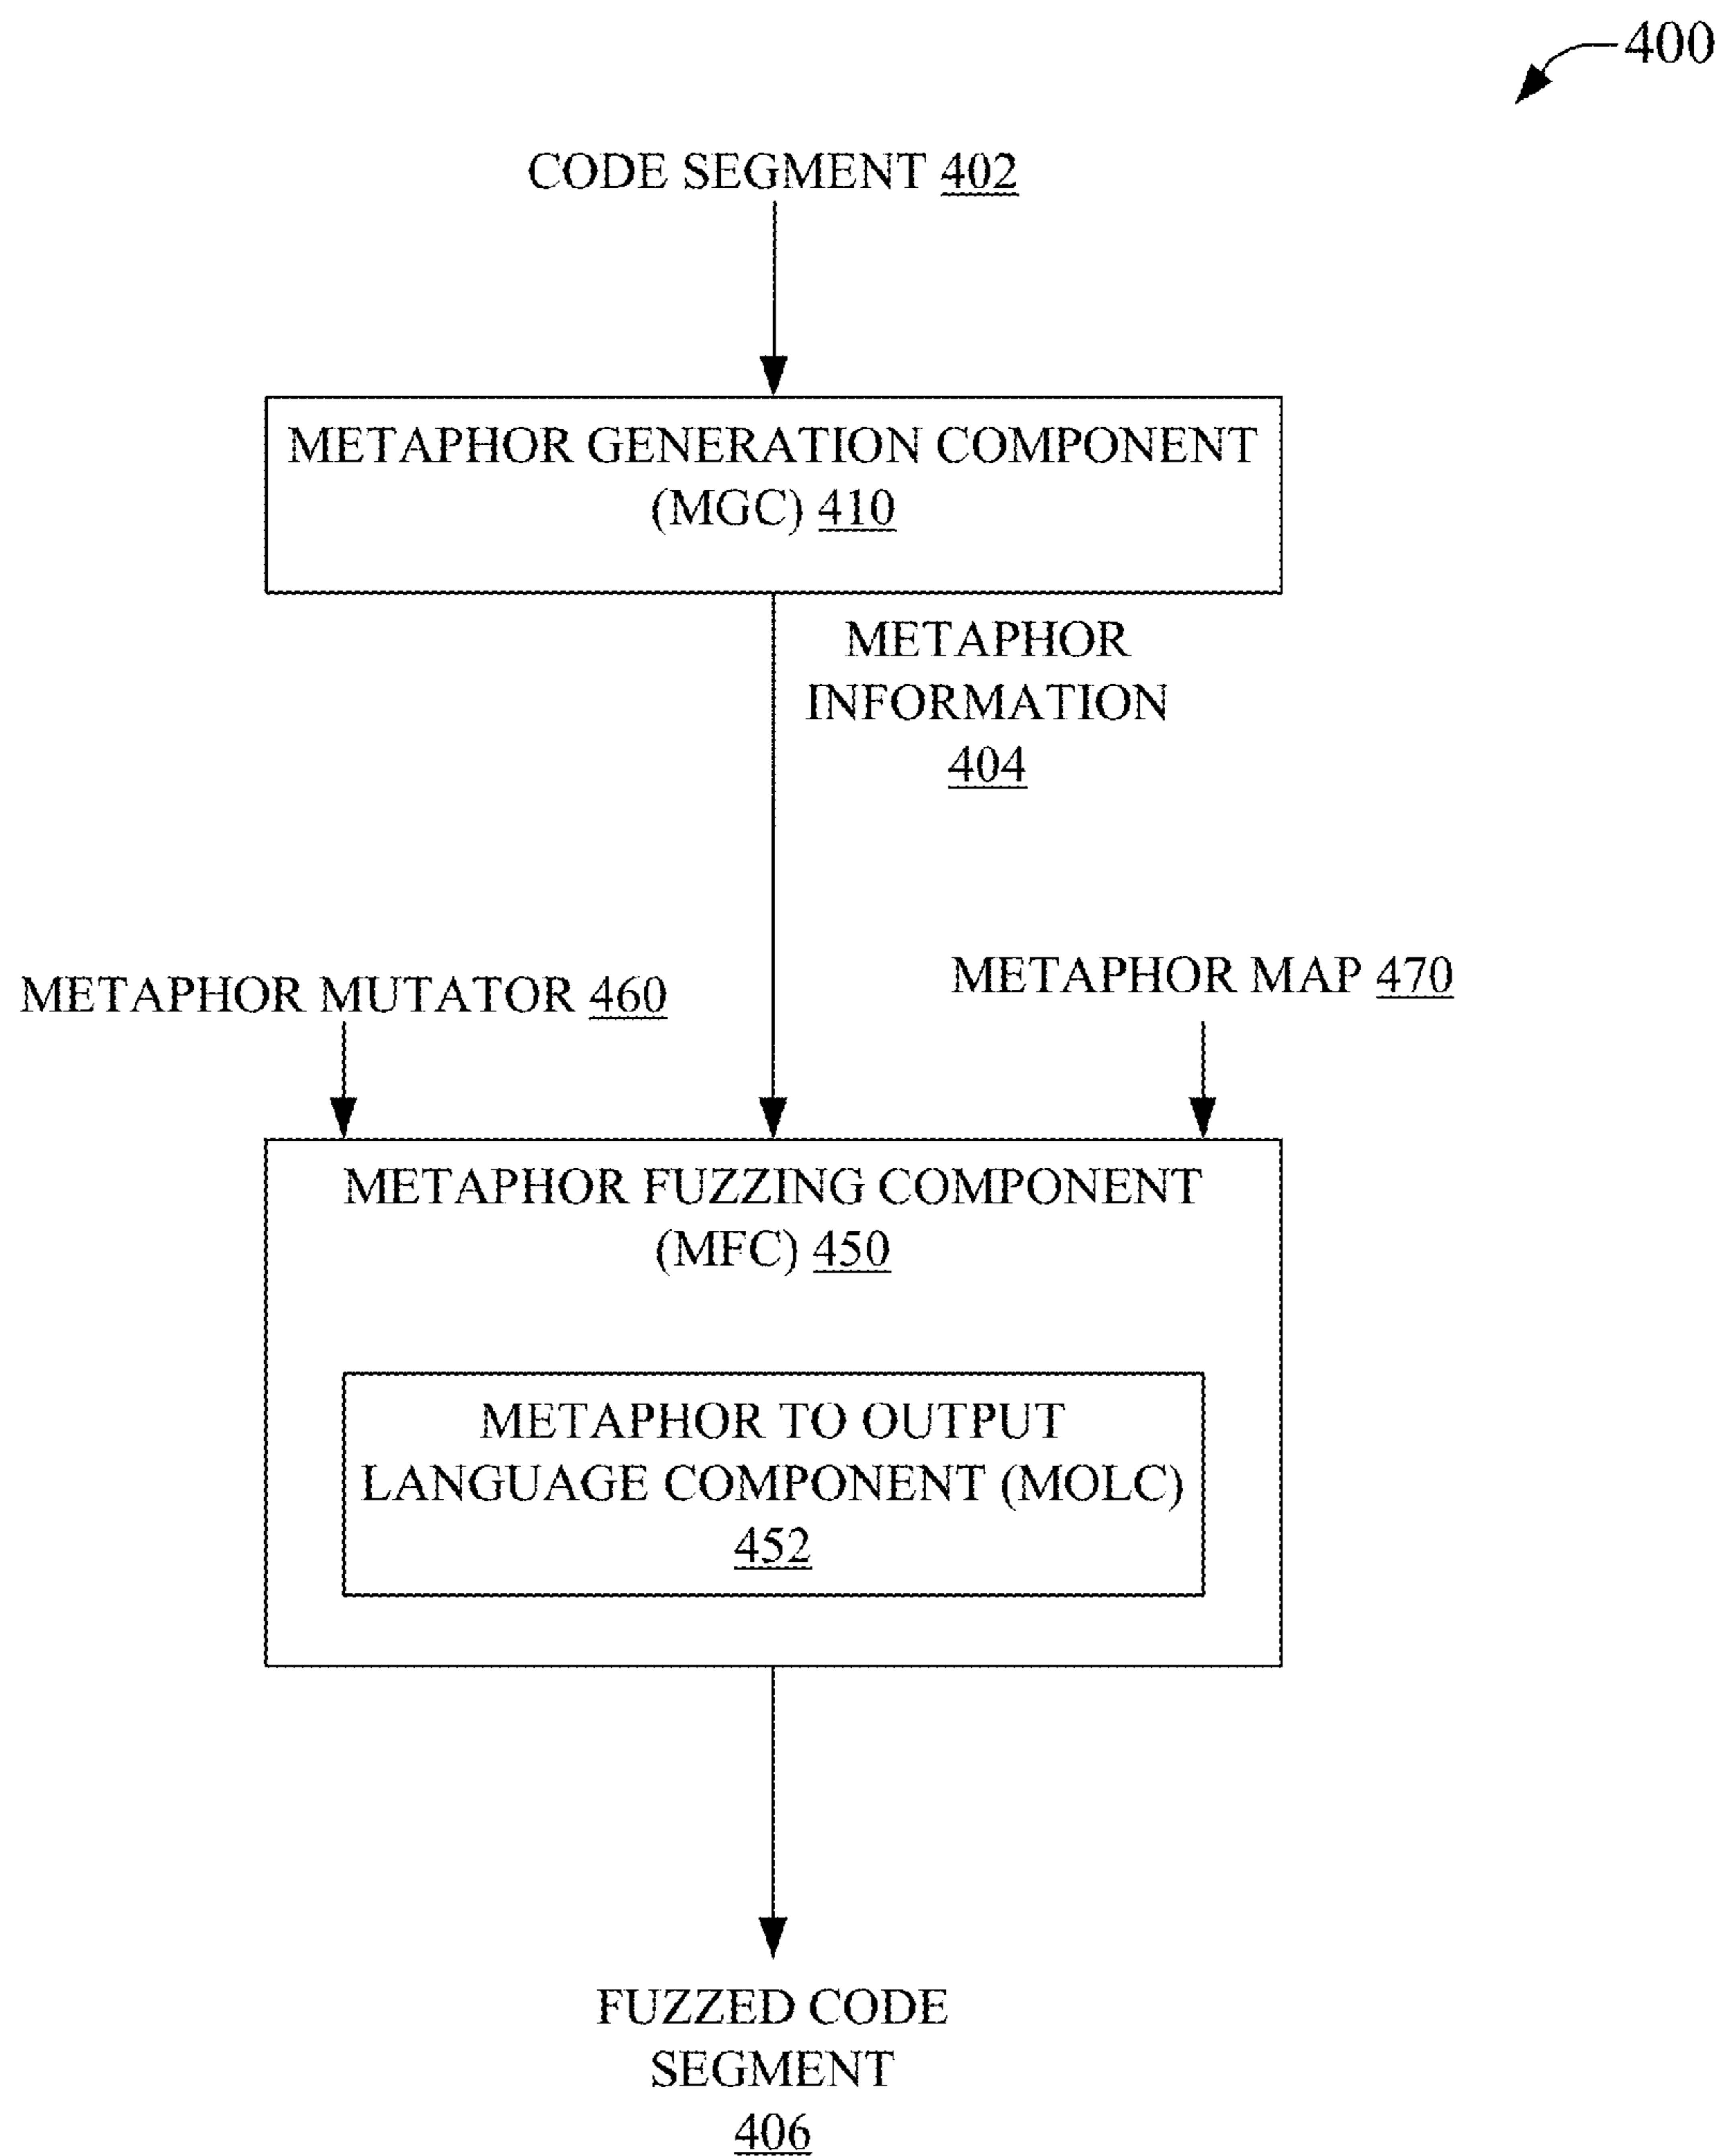 400
CODE SEGMENT 402
METAPHOR GENERATION COMPONENT
(MGC) 410
METAPHOR
INFORMATION
404
METAPHOR MUTATOR 460
METAPHOR MAP 470
METAPHOR FUZZING COMPONENT
(MFC) 450
METAPHOR TO OUTPUT
LANGUAGE COMPONENT (MOLC)
452
FUZZED CODE
SEGMENT
406